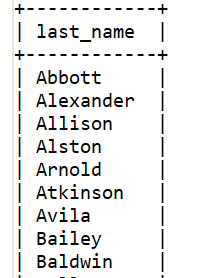 +------------+
| last_name  |
+------------+
| Abbott     |
| Alexander  |
| Allison    |
| Alston     |
| Arnold     |
| Atkinson   |
| Avila      |
| Bailey     |
| Baldwin    |